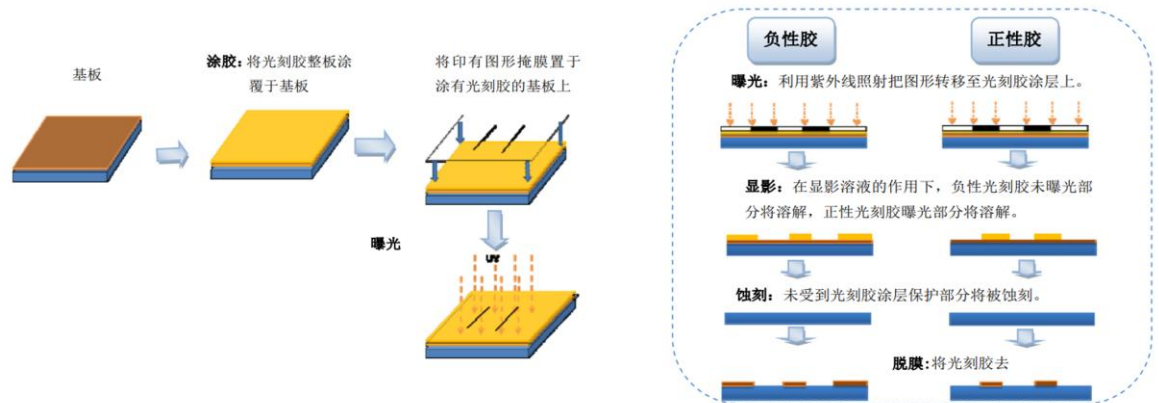 基板
涂胶：将光刻胶整板涂
覆于基板
将印有图形掩膜置于
涂有光刻胶的基板上
曝光
UV
负性胶
正性胶
曝光：利用紫外线照射把图形转移至光刻胶涂层上。
显影：在显影溶液的作用下，负性光刻胶未曝光部
分将溶解，正性光刻胶曝光部分将溶解。
蚀刻：未受到光刻胶涂层保护部分将被蚀刻。
脱膜:将光刻胶去